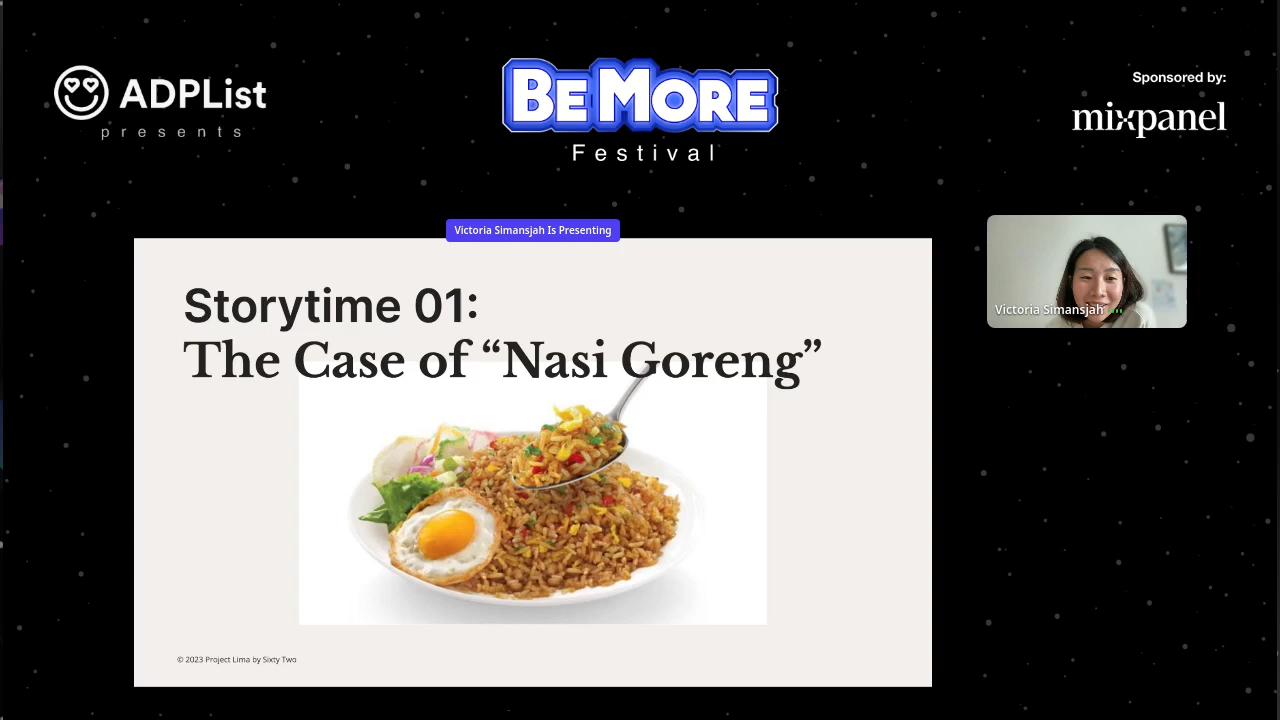 ADPList
presents
BE MORE
Festival
Sponsored by:
mixpanel
Victoria Simansjah Is Presenting
Storytime 01:
The Case of “Nasi Goreng”
Victoria Simansjah
© 2023 Project Lima by Sixty Two